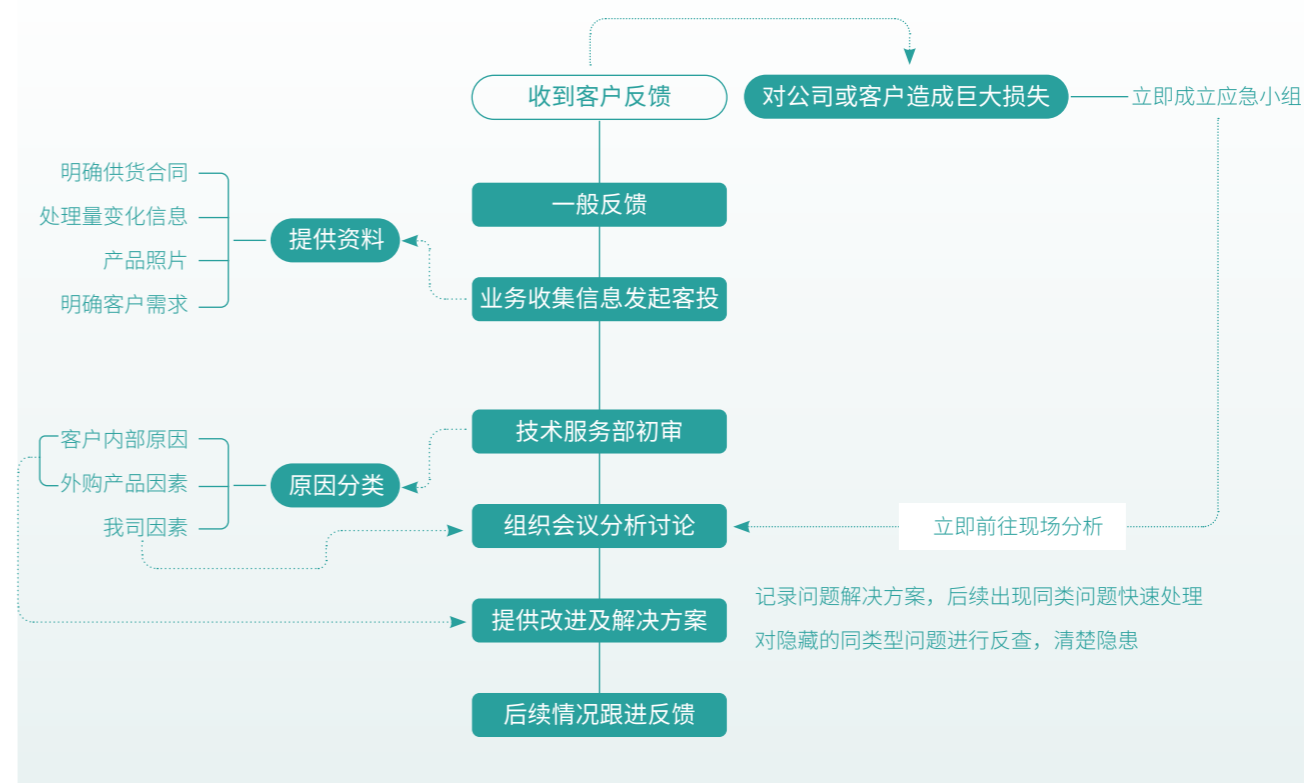 收到客户反馈
对公司或客户造成巨大损失
立即成立应急小组
一般反馈
明确供货合同
处理量变化信息
产品照片
明确客户需求
提供资料
业务收集信息发起客投
技术服务部初审
客户内部原因
外购产品因素
我司因素
原因分类
组织会议分析讨论
立即前往现场分析
提供改进及解决方案
记录问题解决方案，后续出现同类问题快速处理
对隐藏的同类型问题进行反查，清楚隐患
后续情况跟进反馈